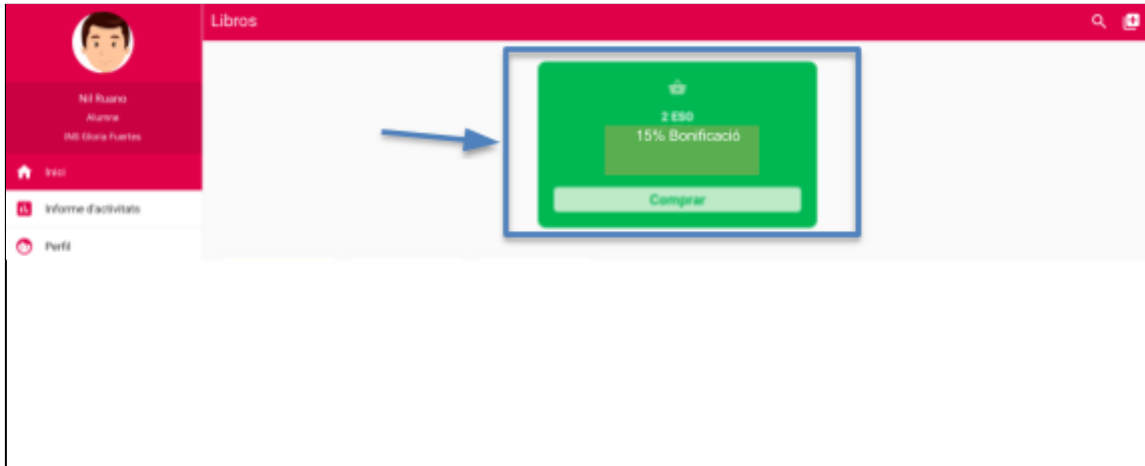 Libros
Nil Ruano
Alumne
INS Gloria Fuertes
Inici
Informe d'activitats
Perfil
2 ESO
15% Bonificació
Comprar